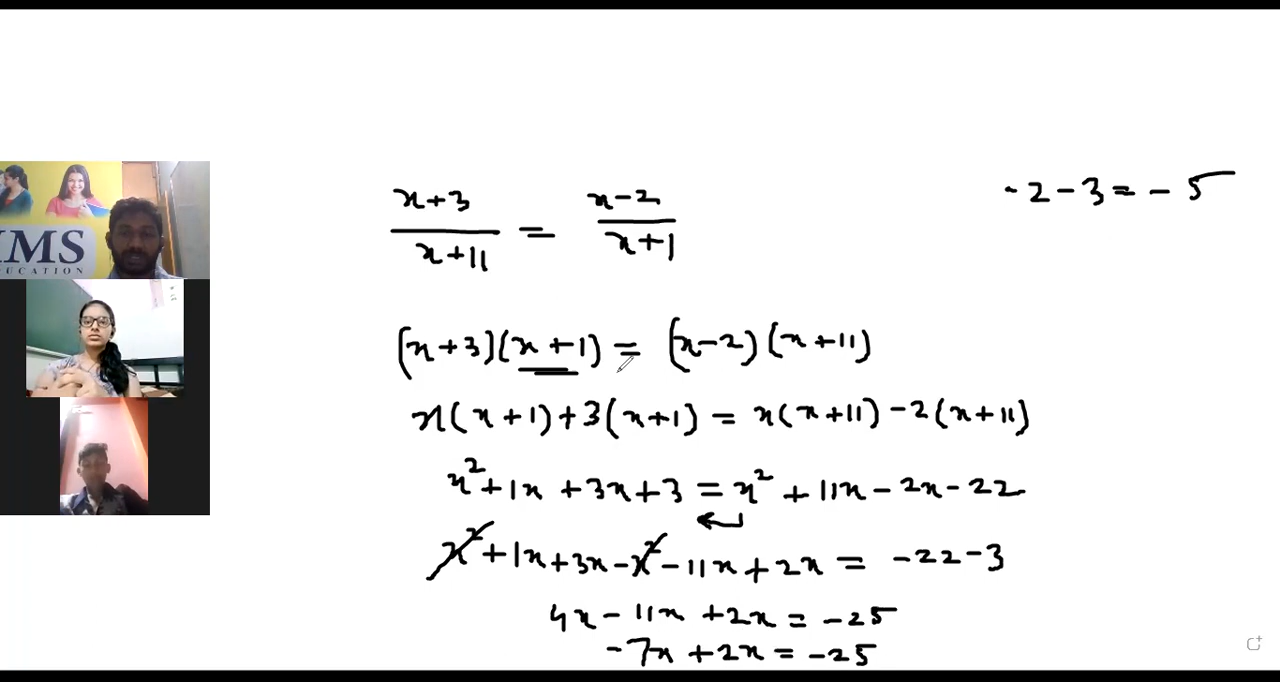 x+3/x+11 = x-2/x+1
-2-3=-5
IMS
EDUCATION
(x+3)(x+1) = (x-2)(x+11)
x(x+1)+3(x+1) = x(x+11)-2(x+11)
x²+1x+3x+3 = x²+11x-2x-22
x²+1x+3x-x²-11x+2x = -22-3
4x-11x+2x = -25
-7x+2x = -25